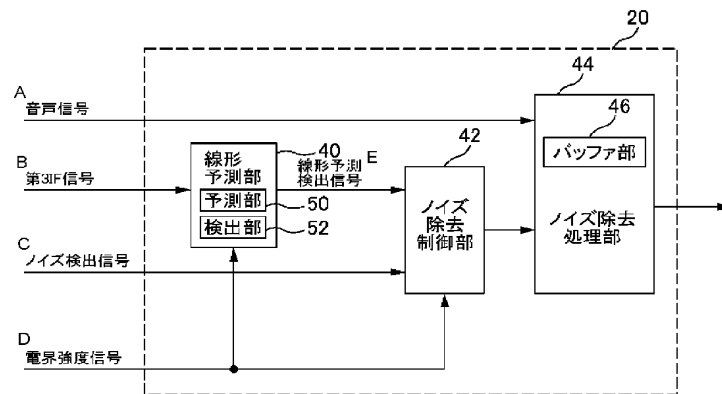 20
44
A
音声信号
46
バッファ部
42
40
E
線形予測
検出信号
B
第3IF信号
線形
予測部
予測部
50
検出部
52
ノイズ
除去
制御部
ノイズ除去
処理部
C
ノイズ検出信号
D
電界強度信号